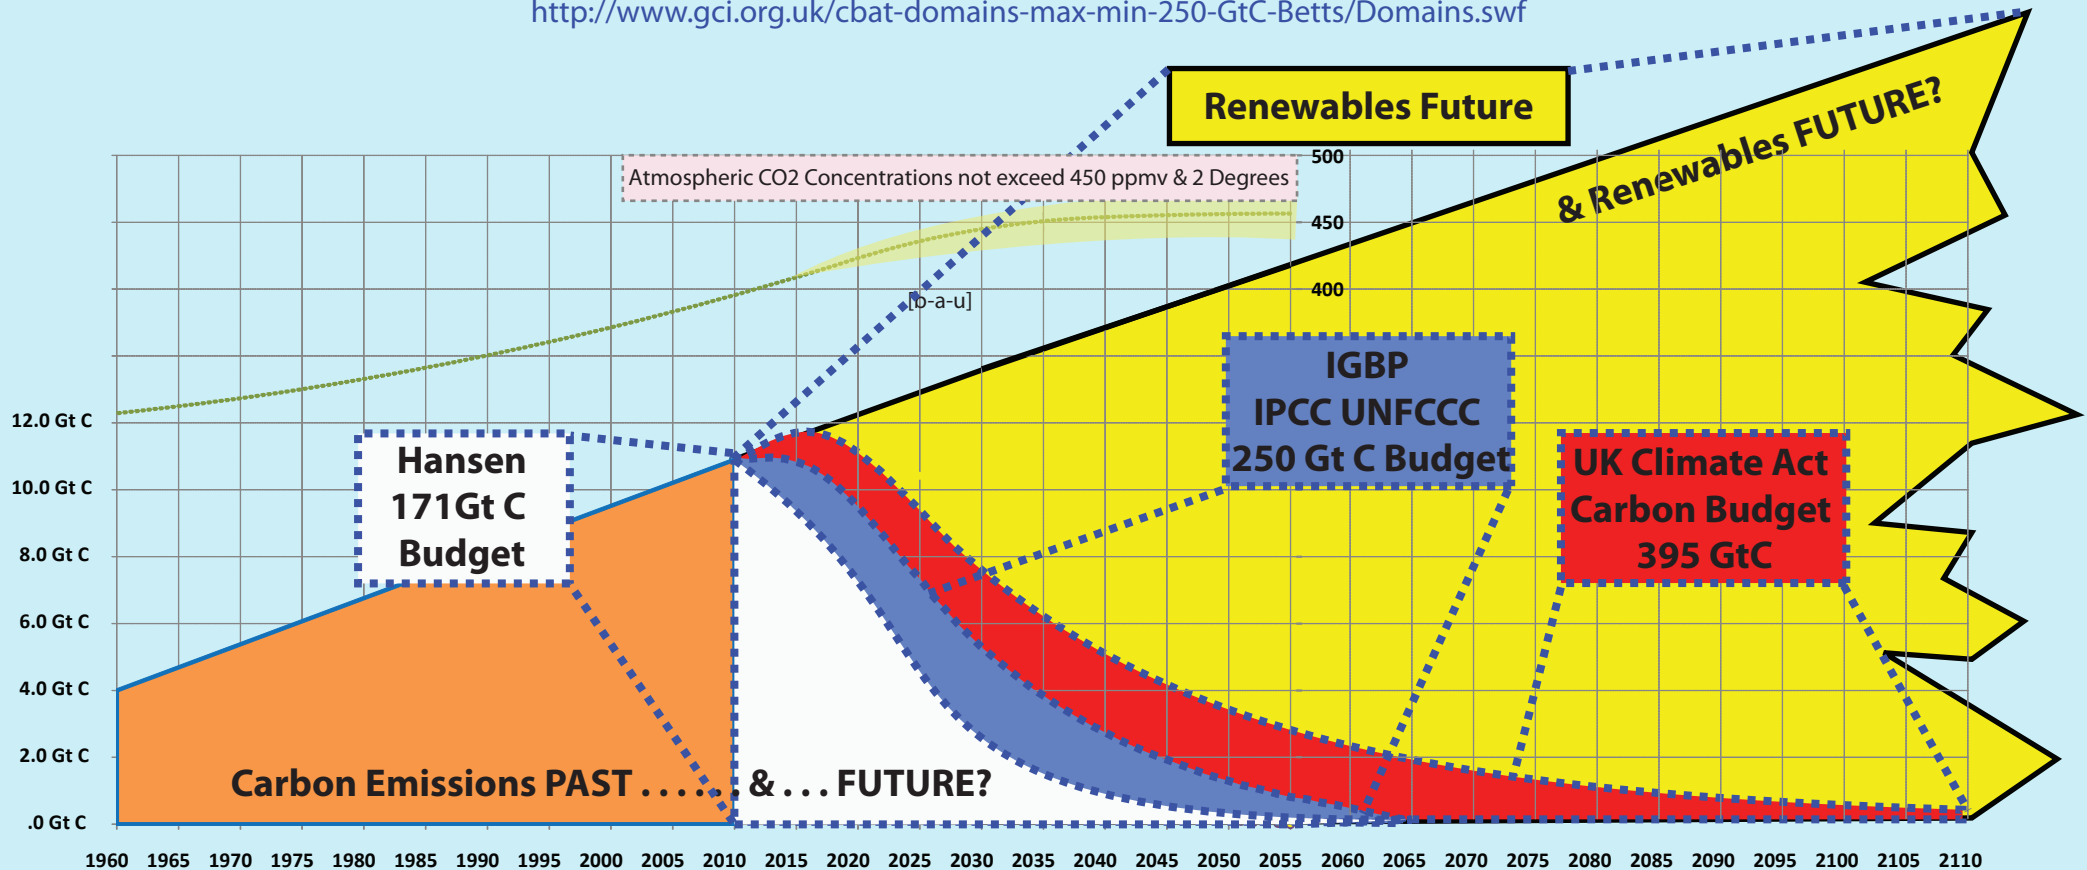 http://www.gci.org.uk/cbat-domains-max-min-250-GtC-Betts/Domains.swf
Renewables Future
& Renewables FUTURE?
Atmospheric CO2 Concentrations not exceed 450 ppmv & 2 Degrees
500
450
400
[b-a-u]
IGBP
IPCC UNFCCC
250 Gt C Budget
Hansen
171Gt C
Budget
UK Climate Act
Carbon Budget
395 GtC
12.0 Gt C
10.0 Gt C
8.0 Gt C
6.0 Gt C
4.0 Gt C
2.0 Gt C
.0 Gt C
Carbon Emissions PAST . . . . . . & . . . FUTURE?
1960 1965 1970 1975 1980 1985 1990 1995 2000 2005 2010 2015 2020 2025 2030 2035 2040 2045 2050 2055 2060 2065 2070 2075 2080 2085 2090 2095 2100 2105 2110